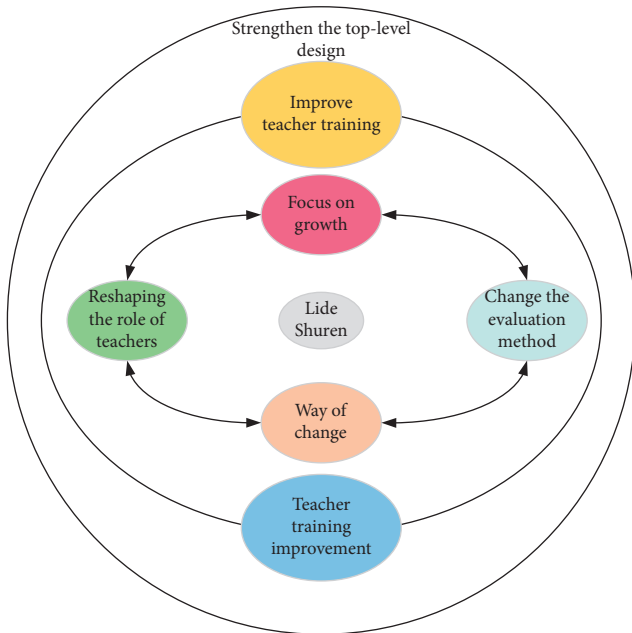 Strengthen the top-level
design
Improve
teacher training
Focus on
growth
Reshaping
the role of
teachers
Lide
Shuren
Change the
evaluation
method
Way of
change
Teacher
training
improvement